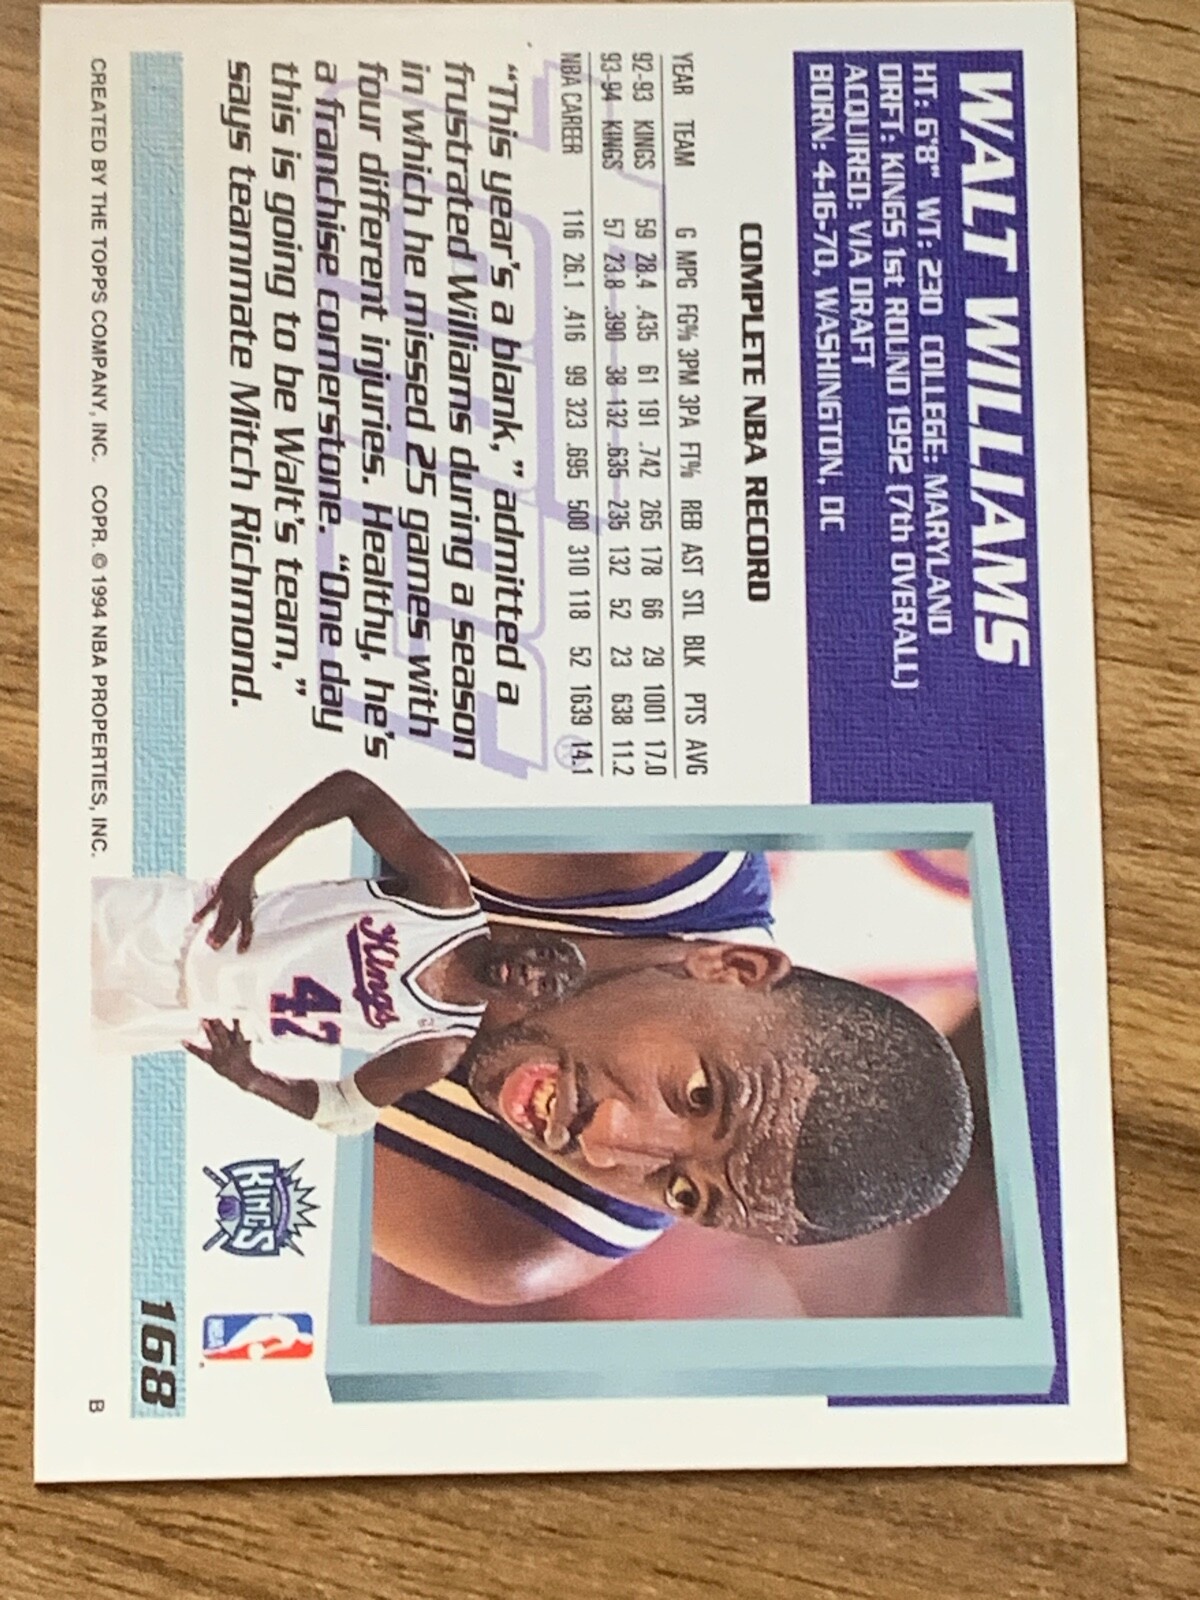 WALT WILLIAMS
HT: 6'8" WT: 230 COLLEGE: MARYLAND
DRFT: KINGS 1st ROUND 1992 (7th OVERALL)
ACQUIRED: VIA DRAFT
BORN: 4-16-70, WASHINGTON, DC
COMPLETE NBA RECORD
YEAR TEAM G MPG FG% 3PM 3PA FT% REB AST STL BLK PTS AVG
92-93 KINGS 59 28.4 .435 61 191 .742 265 178 66 29 1001 17.0
93-94 KINGS 57 23.8 .390 38 132 .635 235 132 52 23 638 11.2
NBA CAREER 116 26.1 .416 99 323 .695 500 310 118 52 1639 14.1
"This year's a blank," admitted a
frustrated Williams during a season
in which he missed 25 games with
four different injuries. Healthy, he's
a franchise cornerstone. "One day
this is going to be Walt's team,"
says teammate Mitch Richmond.
Kings
42
KINGS
NBA
168
CREATED BY THE TOPPS COMPANY, INC. COPR. © 1994 NBA PROPERTIES, INC. B